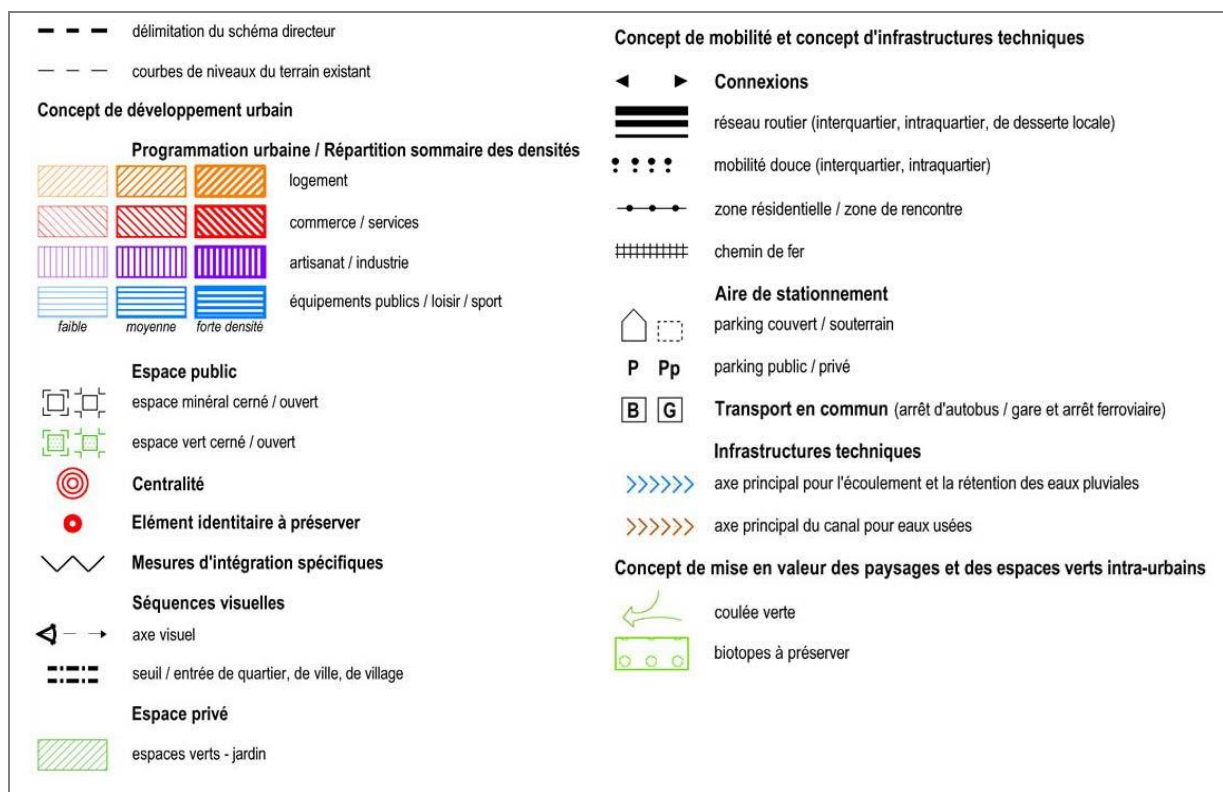 délimitation du schéma directeur
courbes de niveaux du terrain existant
Concept de développement urbain
Programmation urbaine / Répartition sommaire des densités
logement
commerce / services
artisanat / industrie
équipements publics / loisir / sport
faible moyenne forte densité
Espace public
espace minéral cerné / ouvert
espace vert cerné / ouvert
Centralité
Elément identitaire à préserver
Mesures d'intégration spécifiques
Séquences visuelles
axe visuel
seuil / entrée de quartier, de ville, de village
Espace privé
espaces verts - jardin
Concept de mobilité et concept d'infrastructures techniques
Connexions
réseau routier (interquartier, intraquartier, de desserte locale)
mobilité douce (interquartier, intraquartier)
zone résidentielle / zone de rencontre
chemin de fer
Aire de stationnement
parking couvert / souterrain
P Pp parking public / privé
B G Transport en commun (arrêt d'autobus / gare et arrêt ferroviaire)
Infrastructures techniques
axe principal pour l'écoulement et la rétention des eaux pluviales
axe principal du canal pour eaux usées
Concept de mise en valeur des paysages et des espaces verts intra-urbains
coulée verte
biotopes à préserver